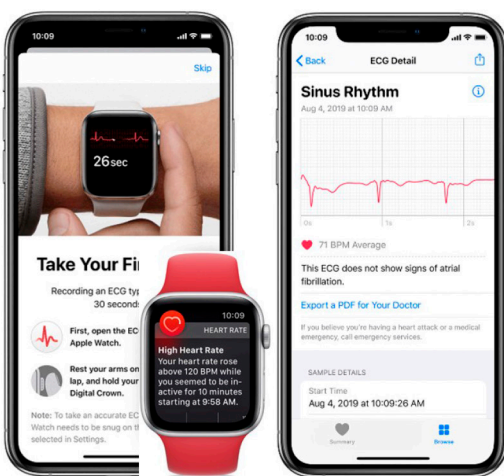 10:09
Skip
26sec
Take Your Fi
Recording an ECG typ
30 seconds
First, open the EC
Apple Watch.
Rest your arms on
lap, and hold your
Digital Crown.
Note: To take an accurate EC
Watch needs to be snug on th
selected in Settings.
10:09
HEART RATE
High Heart Rate
Your heart rate rose
above 120 BPM while
you seemed to be in-
active for 10 minutes
starting at 9:58 AM.
10:09
Back
ECG Detail
Sinus Rhythm
Aug 4, 2019 at 10:09 AM
0s 1s 2s
71 BPM Average
This ECG does not show signs of atrial
fibrillation.
Export a PDF for Your Doctor
If you believe you're having a heart attack or a medical
emergency, call emergency services.
SAMPLE DETAILS
Start Time
Aug 4, 2019 at 10:09:26 AM
Summary
Browse